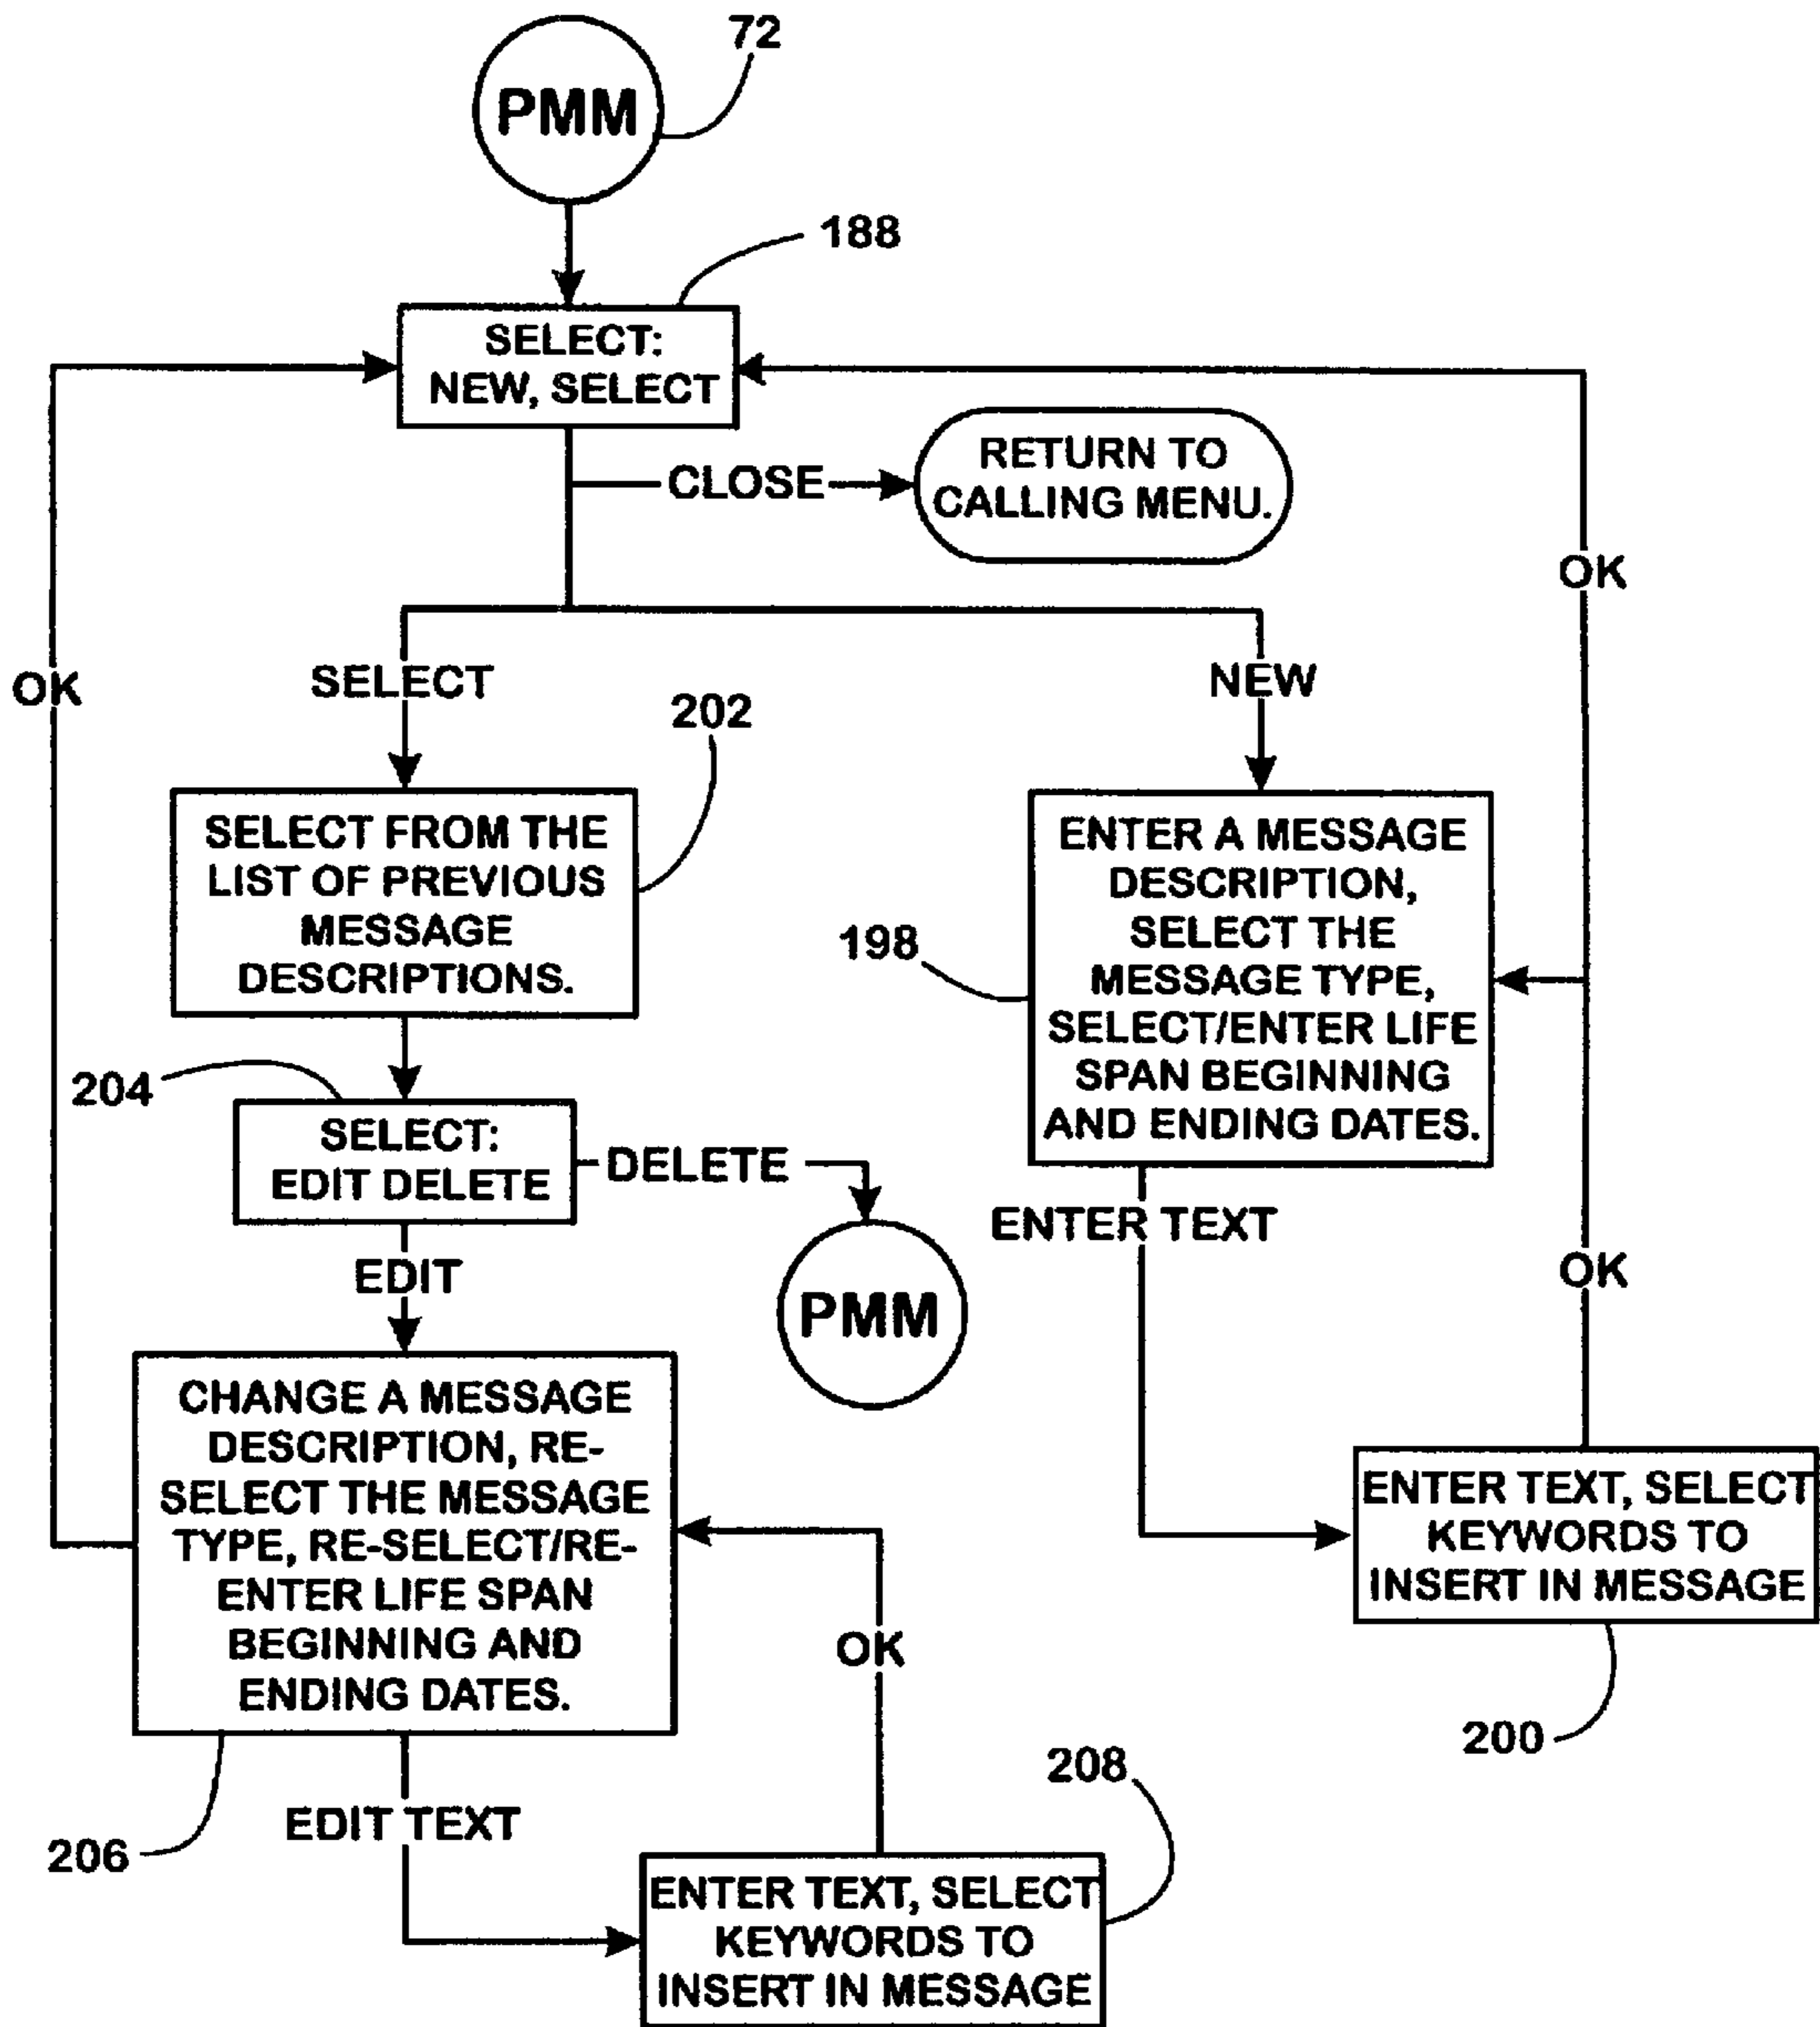 72
PMM
188
SELECT:
NEW, SELECT
CLOSE
RETURN TO
CALLING MENU.
OK
OK
SELECT
NEW
202
SELECT FROM THE
LIST OF PREVIOUS
MESSAGE
DESCRIPTIONS.
198
ENTER A MESSAGE
DESCRIPTION,
SELECT THE
MESSAGE TYPE,
SELECT/ENTER LIFE
SPAN BEGINNING
AND ENDING DATES.
204
SELECT:
EDIT DELETE
DELETE
PMM
EDIT
ENTER TEXT
OK
CHANGE A MESSAGE
DESCRIPTION, RE-
SELECT THE MESSAGE
TYPE, RE-SELECT/RE-
ENTER LIFE SPAN
BEGINNING AND
ENDING DATES.
ENTER TEXT, SELECT
KEYWORDS TO
INSERT IN MESSAGE
200
OK
206
EDIT TEXT
208
ENTER TEXT, SELECT
KEYWORDS TO
INSERT IN MESSAGE